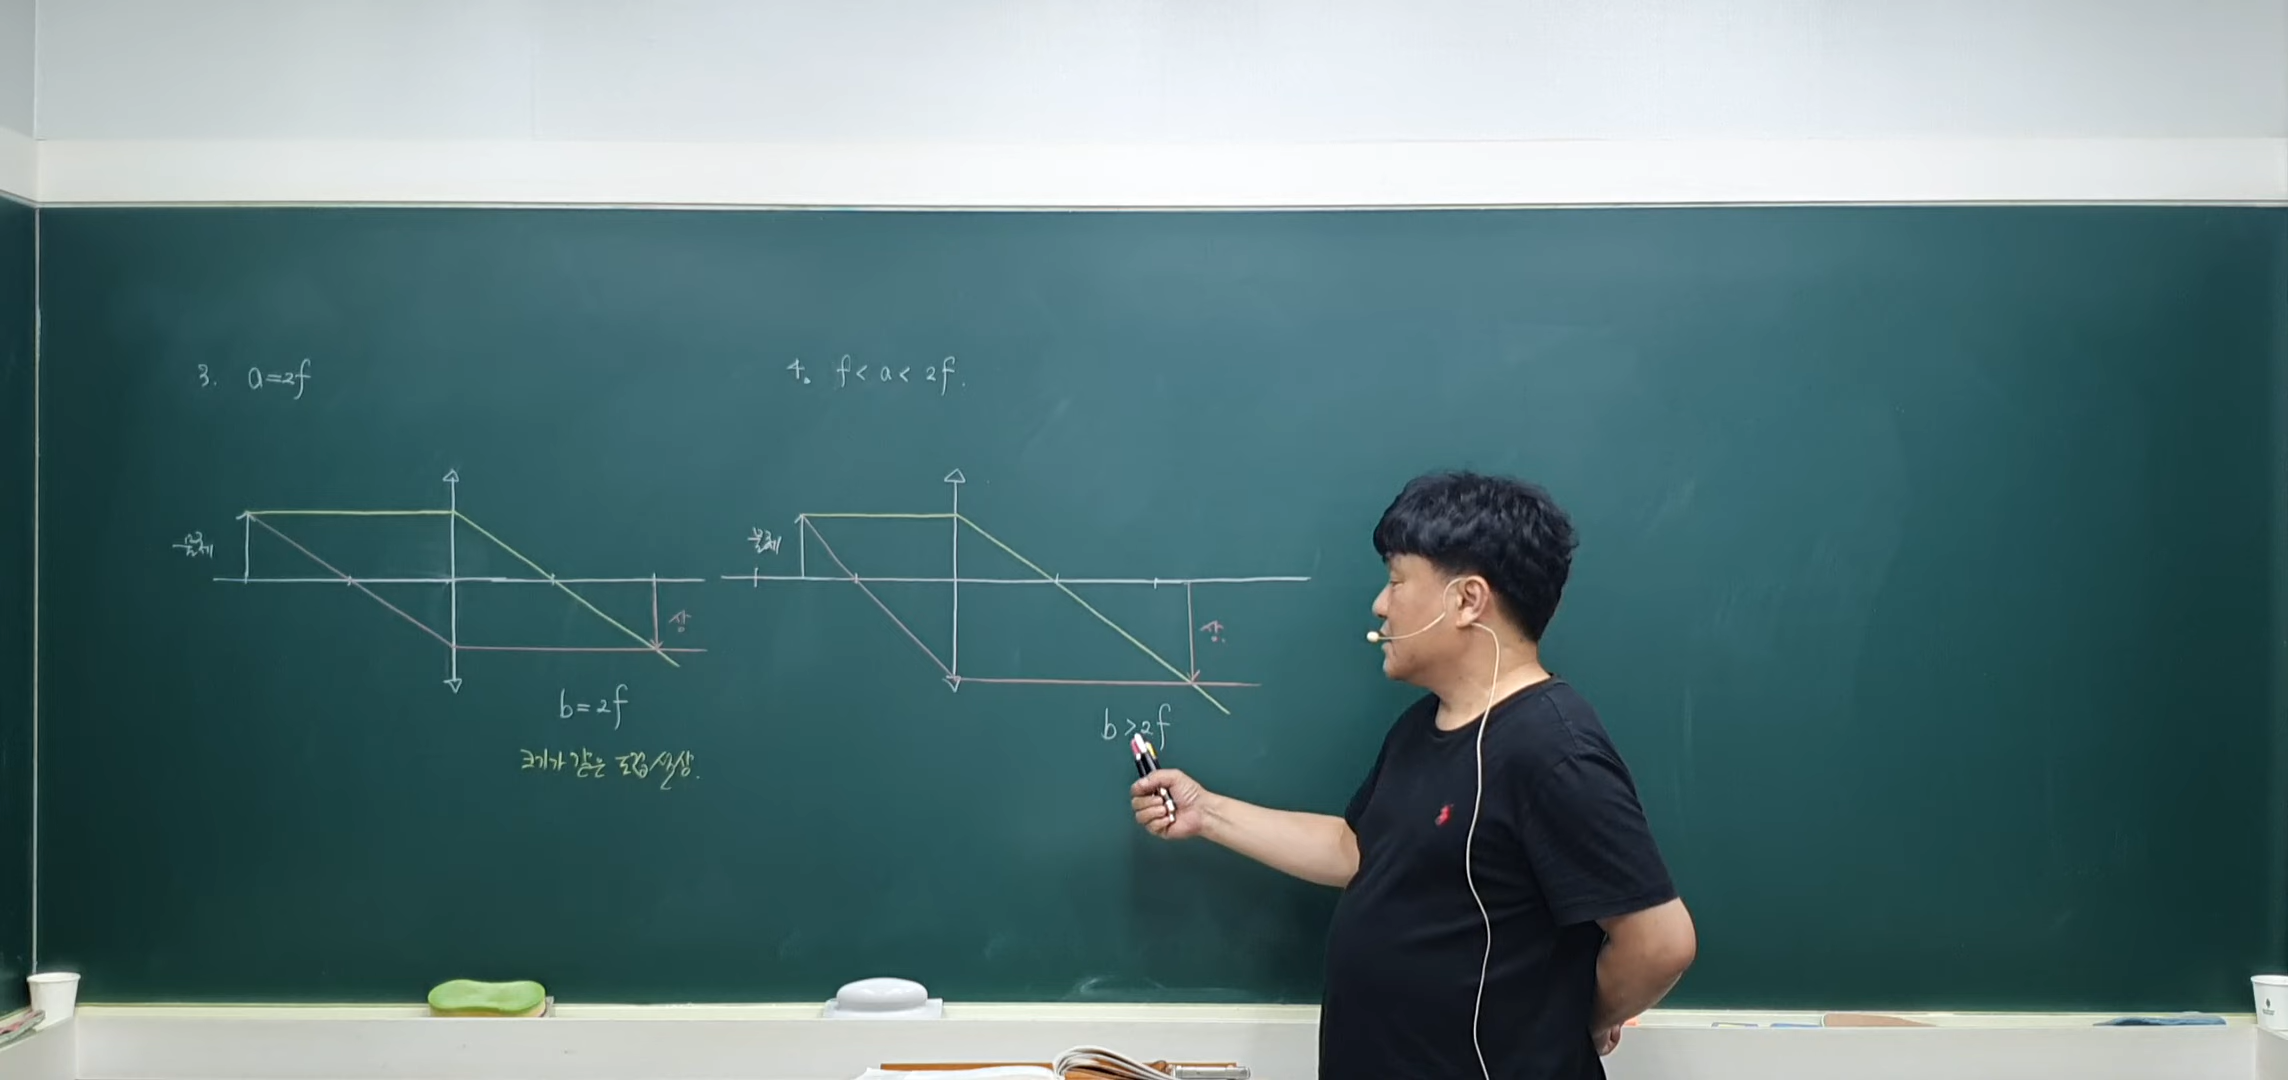 3. a=2f
4. f< a< 2f.
물체
물체
상
상.
b=2f
b>2f
크기가 같은 도립실상.